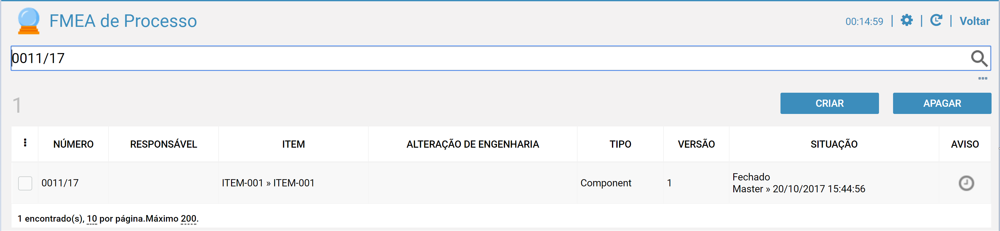 FMEA de Processo
00:14:59 | | | Voltar
0011/17
1
CRIAR
APAGAR
NÚMERO RESPONSÁVEL ITEM ALTERAÇÃO DE ENGENHARIA TIPO VERSÃO SITUAÇÃO AVISO
0011/17 ITEM-001 » ITEM-001 Component 1 Fechado
Master » 20/10/2017 15:44:56
1 encontrado(s), 10 por página.Máximo 200.